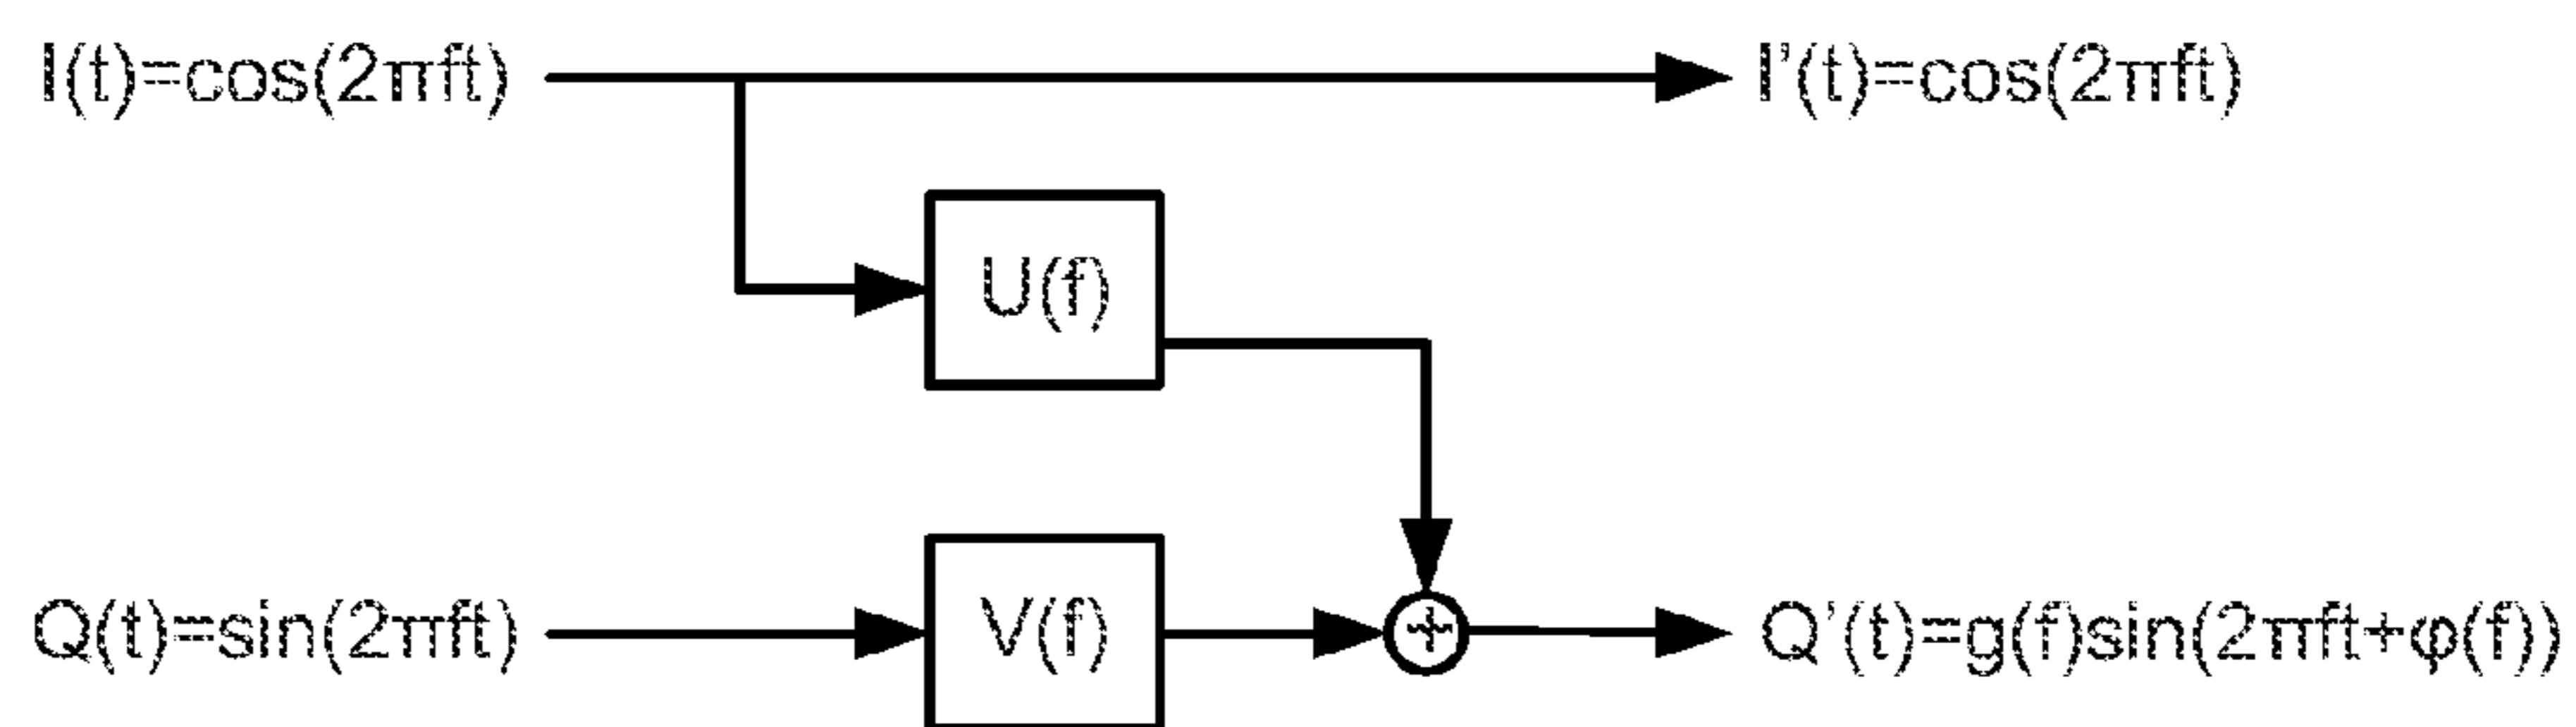 I(t)=cos(2πft)
I'(t)=cos(2πft)
U(f)
Q(t)=sin(2πft)
V(f)
+
Q'(t)=g(f)sin(2πft+φ(f))